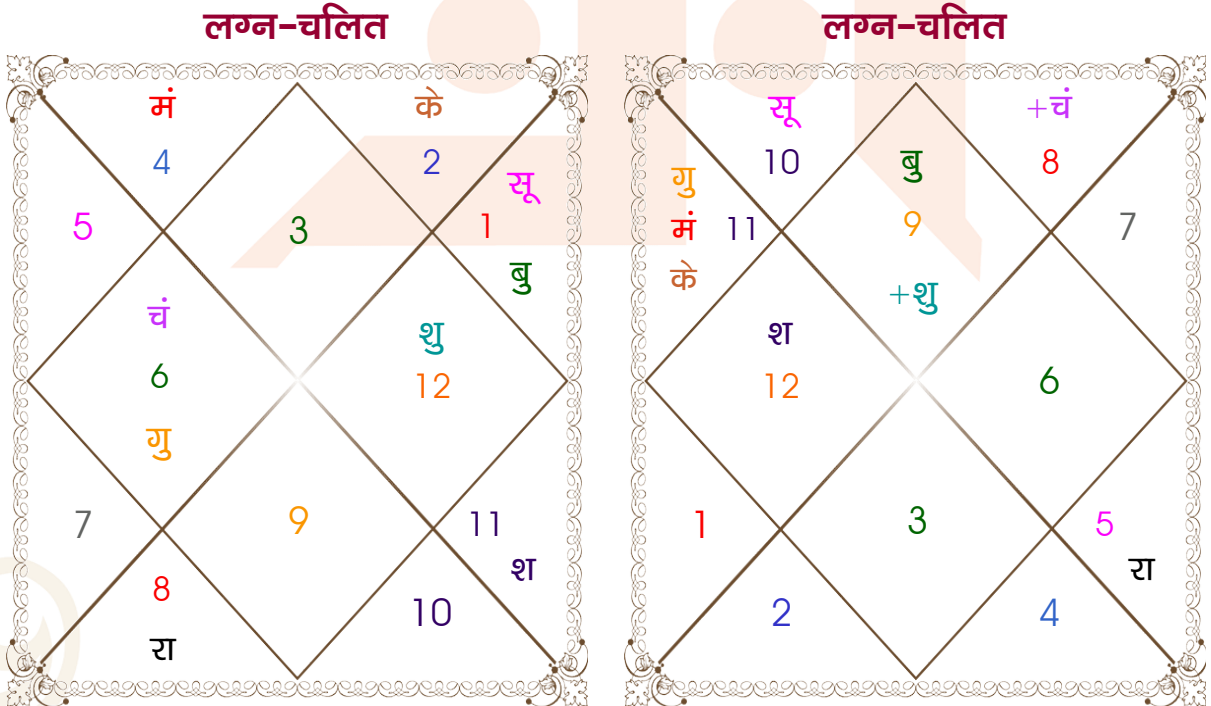 लग्न-चलित
मं
के
4
2
सू
5
3
1
बु
चं
शु
6
12
गु
7
9
11
श
8
10
रा
लग्न-चलित
सू
+चं
10
बु
8
गु
मं 11
9
7
के
+शु
श
12
6
1
3
5
रा
2
4